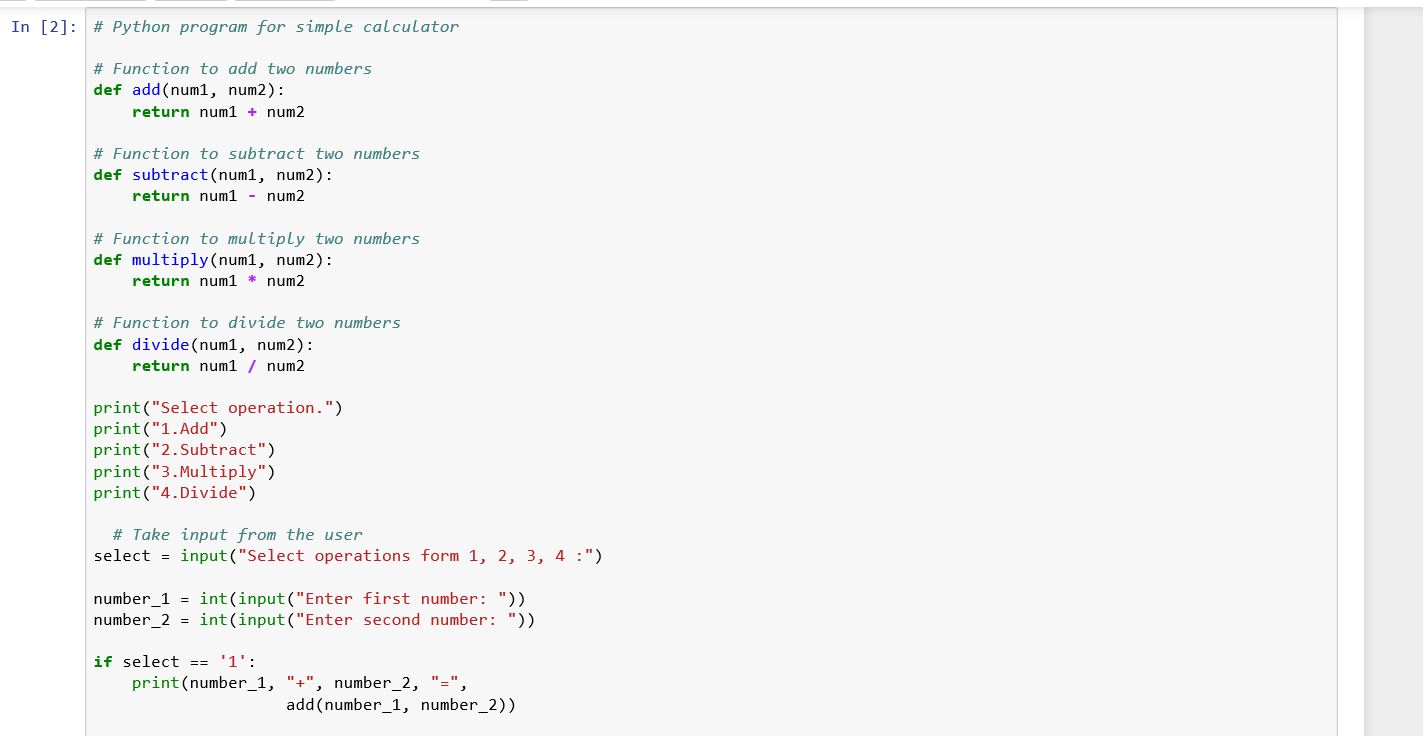 In [2]: # Python program for simple calculator

# Function to add two numbers
def add(num1, num2):
    return num1 + num2

# Function to subtract two numbers
def subtract(num1, num2):
    return num1 - num2

# Function to multiply two numbers
def multiply(num1, num2):
    return num1 * num2

# Function to divide two numbers
def divide(num1, num2):
    return num1 / num2

print("Select operation.")
print("1.Add")
print("2.Subtract")
print("3.Multiply")
print("4.Divide")

  # Take input from the user
select = input("Select operations form 1, 2, 3, 4 :")

number_1 = int(input("Enter first number: "))
number_2 = int(input("Enter second number: "))

if select == '1':
    print(number_1, "+", number_2, "=",
                    add(number_1, number_2))